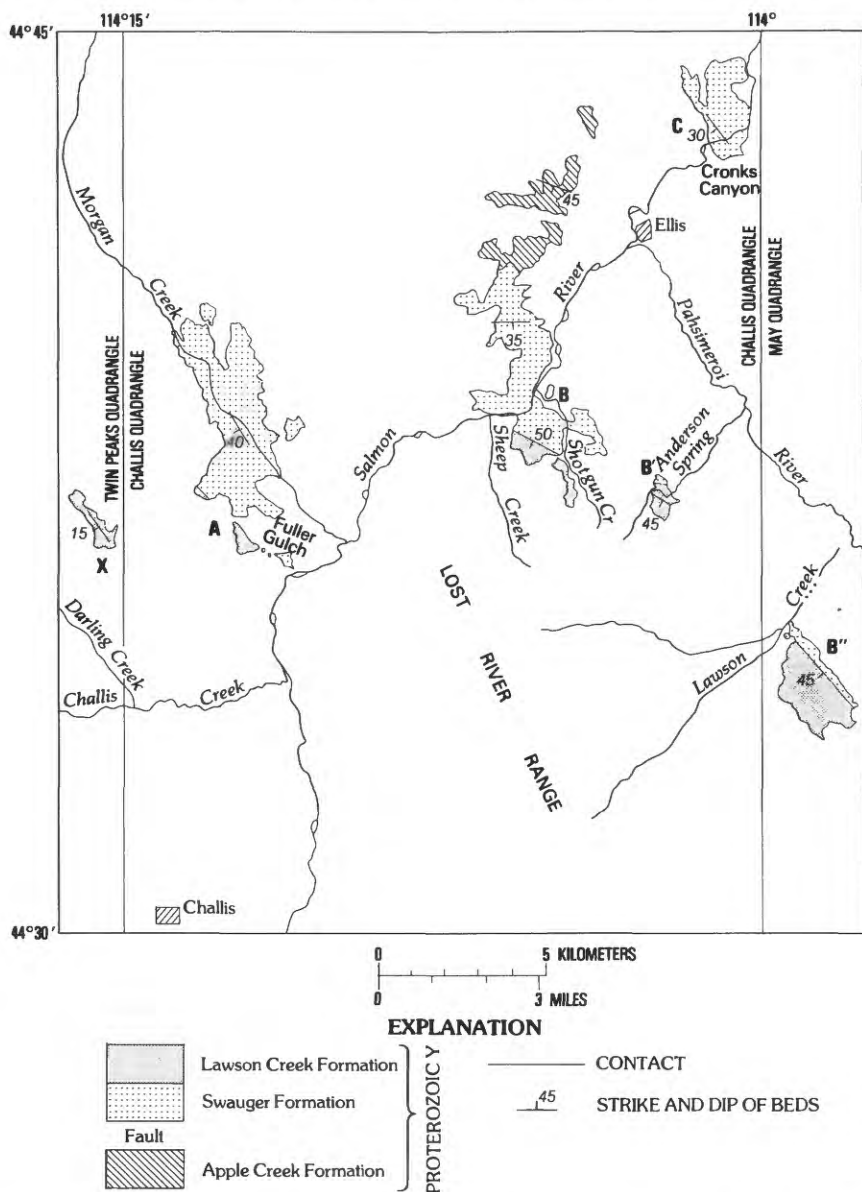 114°15'
114°
44°45'
C
30
Cronks
Canyon
45
Ellis
Morgan
Creek
River
TWIN PEAKS QUADRANGLE
CHALLIS QUADRANGLE
35
CHALLIS QUADRANGLE
MAY QUADRANGLE
Pahsimeroi
River
B
40
Salmon
50
Sheep
Creek
Shotgun Cr
B'
Anderson
Spring
45
15
X
A
Fuller
Gulch
LOST
RIVER
RANGE
Darling Creek
Challis
Creek
Lawson
Creek
B"
45
Challis
44°30'
0 5 KILOMETERS
0 3 MILES
EXPLANATION
Lawson Creek Formation
Swauger Formation
Fault
Apple Creek Formation
PROTEROZOIC Y
CONTACT
45
STRIKE AND DIP OF BEDS